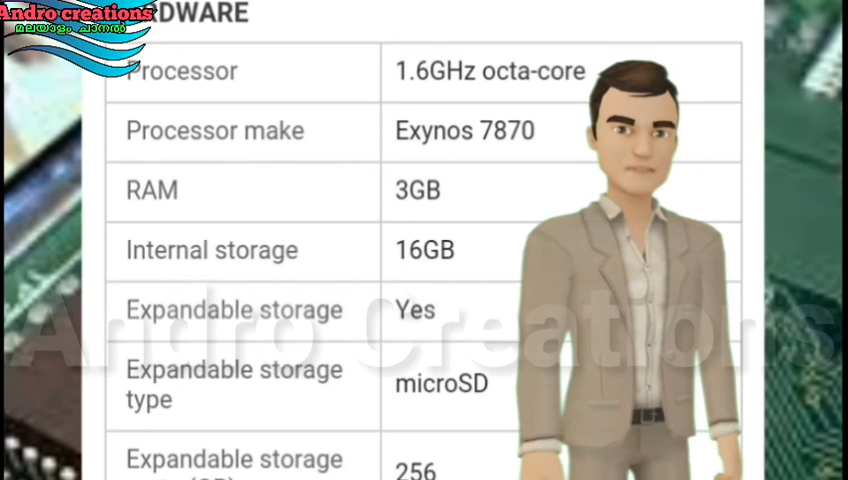 Andro creations
മലയാളം ചാനൽ
RDWARE
Processor 1.6GHz octa-core
Processor make Exynos 7870
RAM 3GB
Internal storage 16GB
Expandable storage Yes
Andro Creations
Expandable storage
type microSD
Expandable storage
256